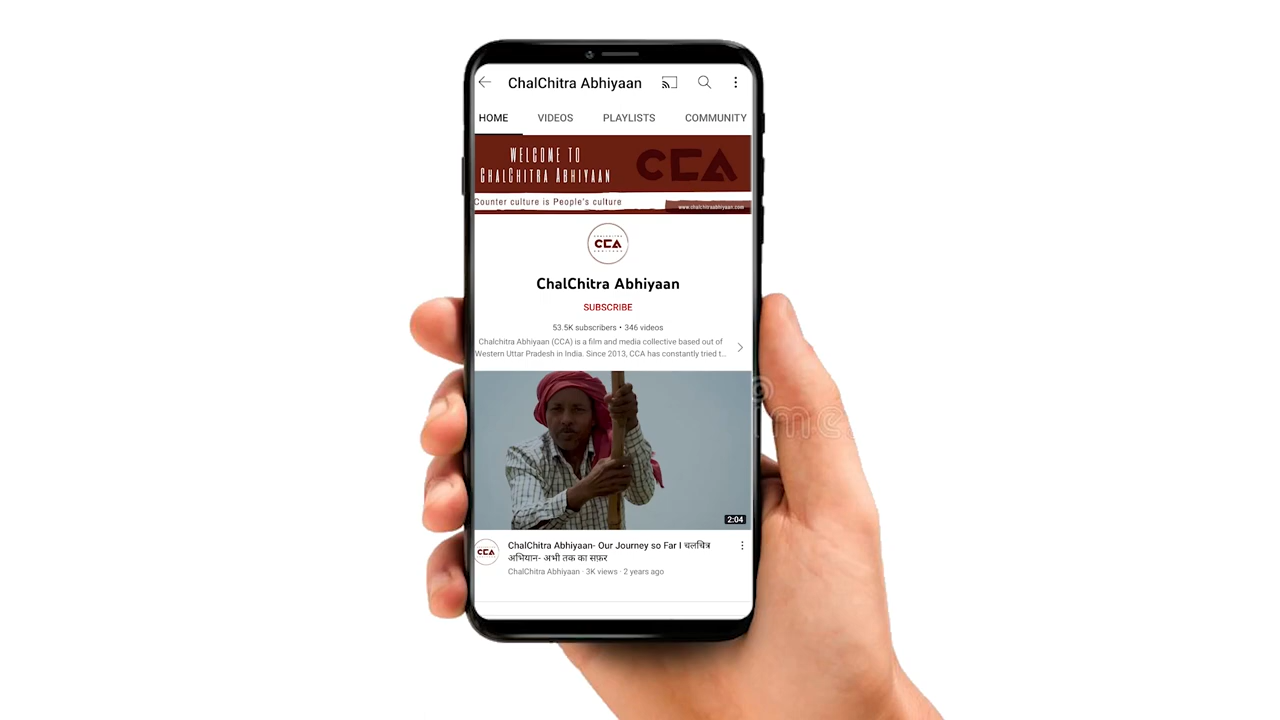 ChalChitra Abhiyaan
HOME VIDEOS PLAYLISTS COMMUNITY
WELCOME TO
CHALCHITRA ABHIYAAN
CCA
Counter culture is People's culture
www.chalchitraabhiyaan.com
CCA
ChalChitra Abhiyaan
SUBSCRIBE
53.5K subscribers • 346 videos
Chalchitra Abhiyaan (CCA) is a film and media collective based out of
Western Uttar Pradesh in India. Since 2013, CCA has constantly tried t...
2:04
CCA
ChalChitra Abhiyaan- Our Journey so Far I चलचित्र
अभियान- अभी तक का सफ़र
ChalChitra Abhiyaan · 3K views · 2 years ago